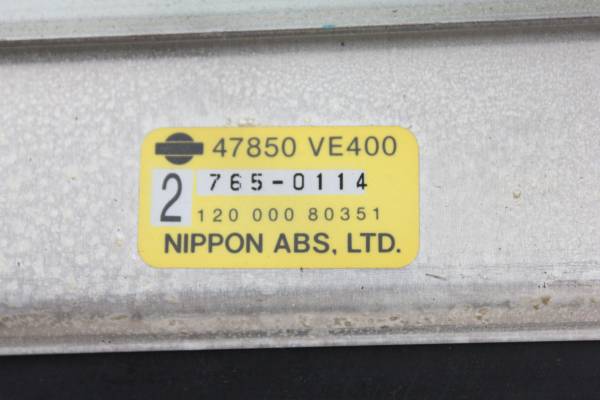 47850 VE400
2 765-0114
120 000 80351
NIPPON ABS, LTD.